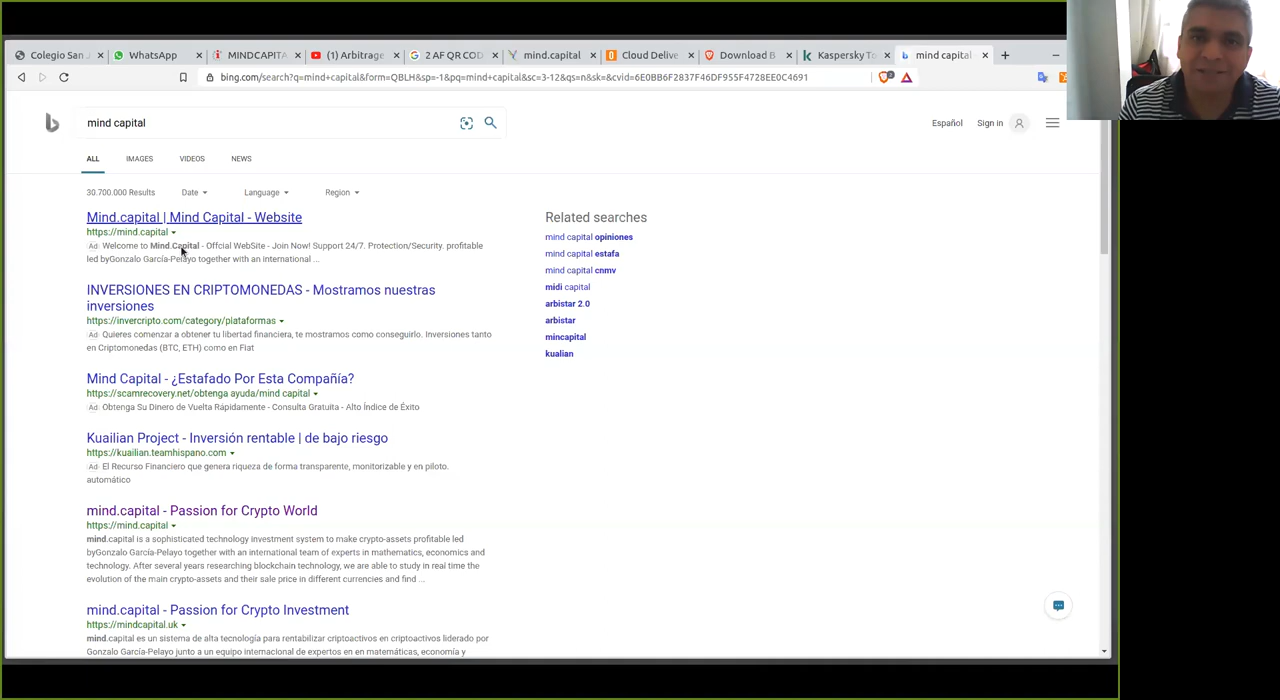 Colegio San J
WhatsApp
MINDCAPITA
(1) Arbitrage
2 AF QR COD
mind.capital
Cloud Delive
Download B
Kaspersky To
mind capital
bing.com/search?q=mind+capital&form=QBLH&sp=-1&pq=mind+capital&sc=3-12&qs=n&sk=&cvid=6E0BB6F2837F46DF955F4728EE0C4691
mind capital
Español Sign in
ALL IMAGES VIDEOS NEWS
30.700.000 Results Date Language Region
Mind.capital | Mind Capital - Website
https://mind.capital
Ad Welcome to Mind.Capital - Offcial WebSite - Join Now! Support 24/7. Protection/Security. profitable
led byGonzalo García-Pelayo together with an international ...
INVERSIONES EN CRIPTOMONEDAS - Mostramos nuestras
inversiones
https://invercripto.com/category/plataformas
Ad Quieres comenzar a obtener tu libertad financiera, te mostramos como conseguirlo. Inversiones tanto
en Criptomonedas (BTC, ETH) como en Fiat
Mind Capital - ¿Estafado Por Esta Compañía?
https://scamrecovery.net/obtenga ayuda/mind capital
Ad Obtenga Su Dinero de Vuelta Rápidamente - Consulta Gratuita - Alto Índice de Éxito
Kuailian Project - Inversión rentable | de bajo riesgo
https://kuailian.teamhispano.com
Ad El Recurso Financiero que genera riqueza de forma transparente, monitorizable y en piloto.
automático
mind.capital - Passion for Crypto World
https://mind.capital
mind.capital is a sophisticated technology investment system to make crypto-assets profitable led
byGonzalo García-Pelayo together with an international team of experts in mathematics, economics and
technology. After several years researching blockchain technology, we are able to study in real time the
evolution of the main crypto-assets and their sale price in different currencies and find ...
mind.capital - Passion for Crypto Investment
https://mindcapital.uk
mind.capital es un sistema de alta tecnología para rentabilizar criptoactivos en criptoactivos liderado por
Gonzalo García-Pelayo junto a un equipo internacional de expertos en en matemáticas, economía y
Related searches
mind capital opiniones
mind capital estafa
mind capital cnmv
midi capital
arbistar 2.0
arbistar
mincapital
kualian